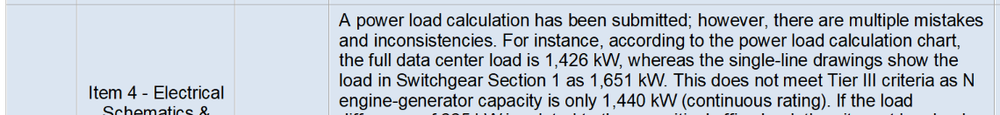 A power load calculation has been submitted; however, there are multiple mistakes
and inconsistencies. For instance, according to the power load calculation chart,
the full data center load is 1,426 kW, whereas the single-line drawings show the
load in Switchgear Section 1 as 1,651 kW. This does not meet Tier III criteria as N
engine-generator capacity is only 1,440 kW (continuous rating). If the load
Item 4 - Electrical
Schematics &